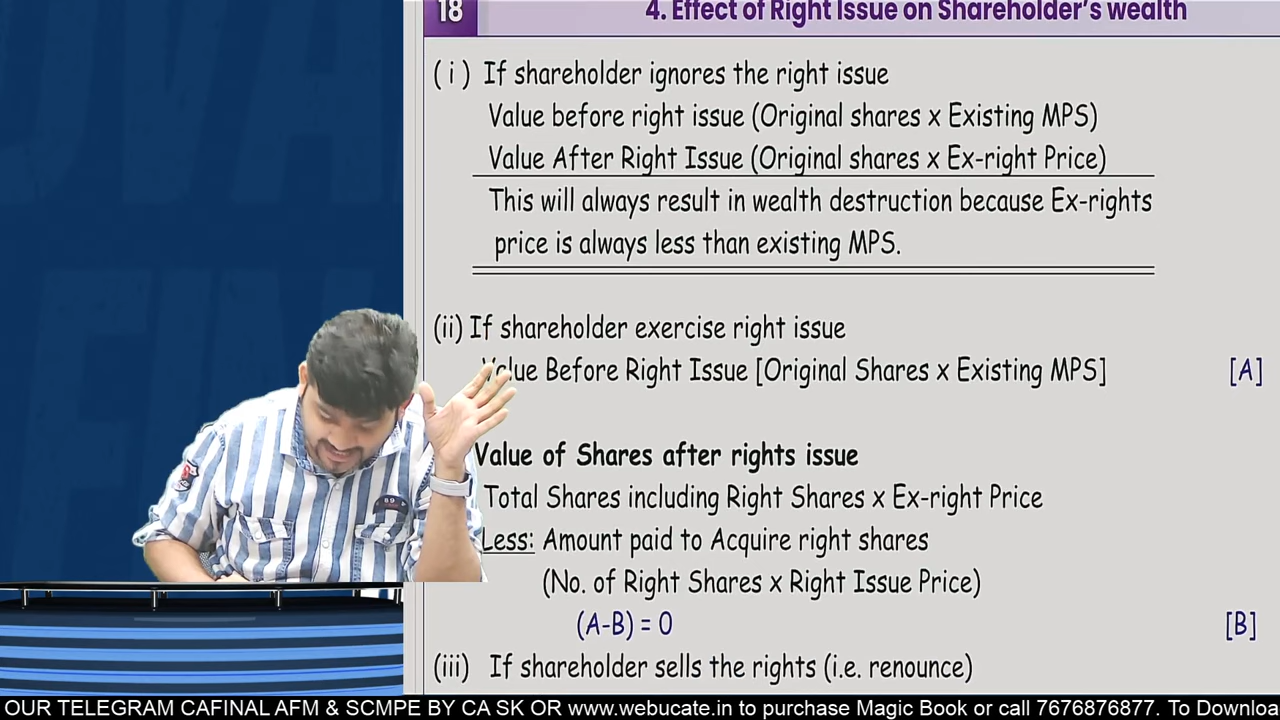 18
4. Effect of Right Issue on Shareholder's wealth
( i ) If shareholder ignores the right issue
Value before right issue (Original shares x Existing MPS)
Value After Right Issue (Original shares x Ex-right Price)
This will always result in wealth destruction because Ex-rights
price is always less than existing MPS.
(ii) If shareholder exercise right issue
Value Before Right Issue [Original Shares x Existing MPS] [A]
Value of Shares after rights issue
Total Shares including Right Shares x Ex-right Price
Less: Amount paid to Acquire right shares
(No. of Right Shares x Right Issue Price)
(A-B) = 0 [B]
(iii) If shareholder sells the rights (i.e. renounce)
OUR TELEGRAM CAFINAL AFM & SCMPE BY CA SK OR www.webucate.in to purchase Magic Book or call 7676876877. To Downloa